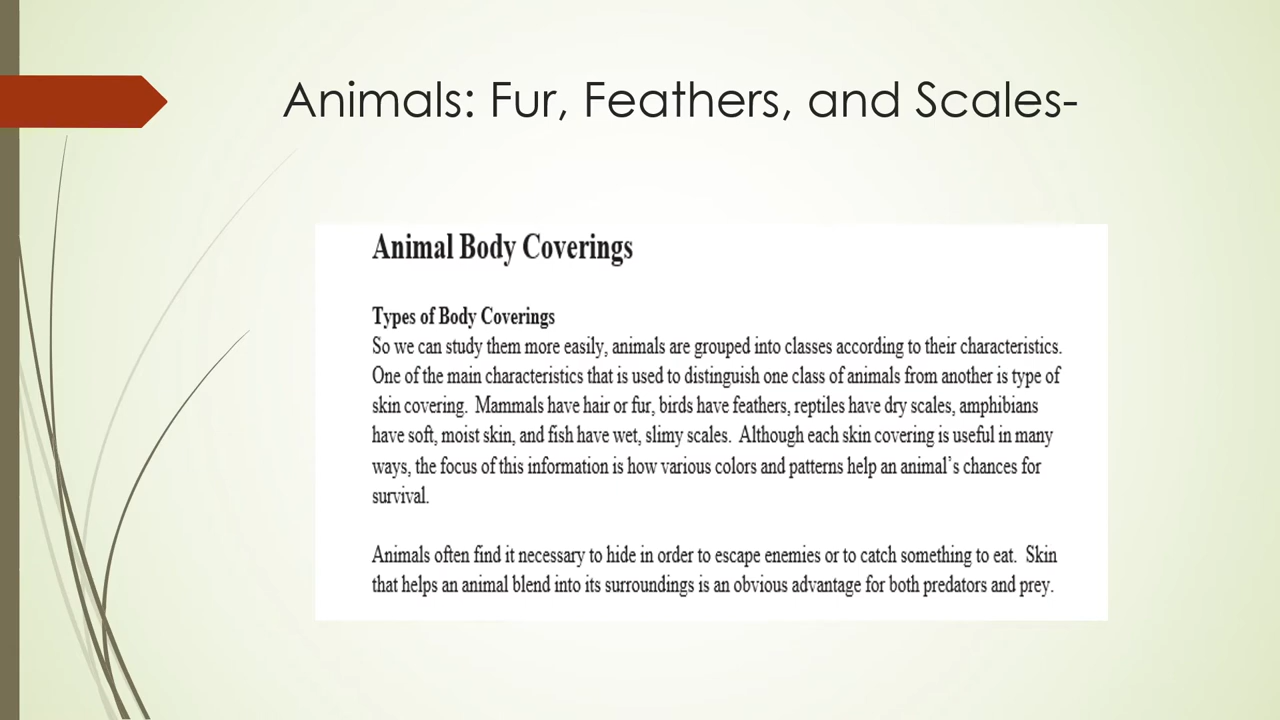 Animals: Fur, Feathers, and Scales-
Animal Body Coverings
Types of Body Coverings
So we can study them more easily, animals are grouped into classes according to their characteristics.
One of the main characteristics that is used to distinguish one class of animals from another is type of
skin covering.  Mammals have hair or fur, birds have feathers, reptiles have dry scales, amphibians
have soft, moist skin, and fish have wet, slimy scales.  Although each skin covering is useful in many
ways, the focus of this information is how various colors and patterns help an animal’s chances for
survival.
Animals often find it necessary to hide in order to escape enemies or to catch something to eat.  Skin
that helps an animal blend into its surroundings is an obvious advantage for both predators and prey.